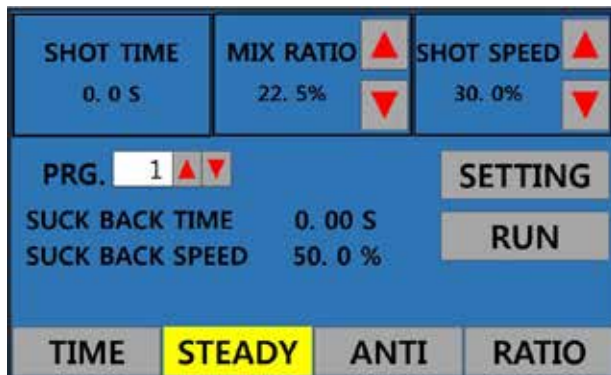 SHOT TIME
0. 0 S
MIX RATIO
22. 5%
SHOT SPEED
30. 0%
PRG. 1
SETTING
SUCK BACK TIME 0. 00 S
SUCK BACK SPEED 50. 0 %
RUN
TIME STEADY ANTI RATIO